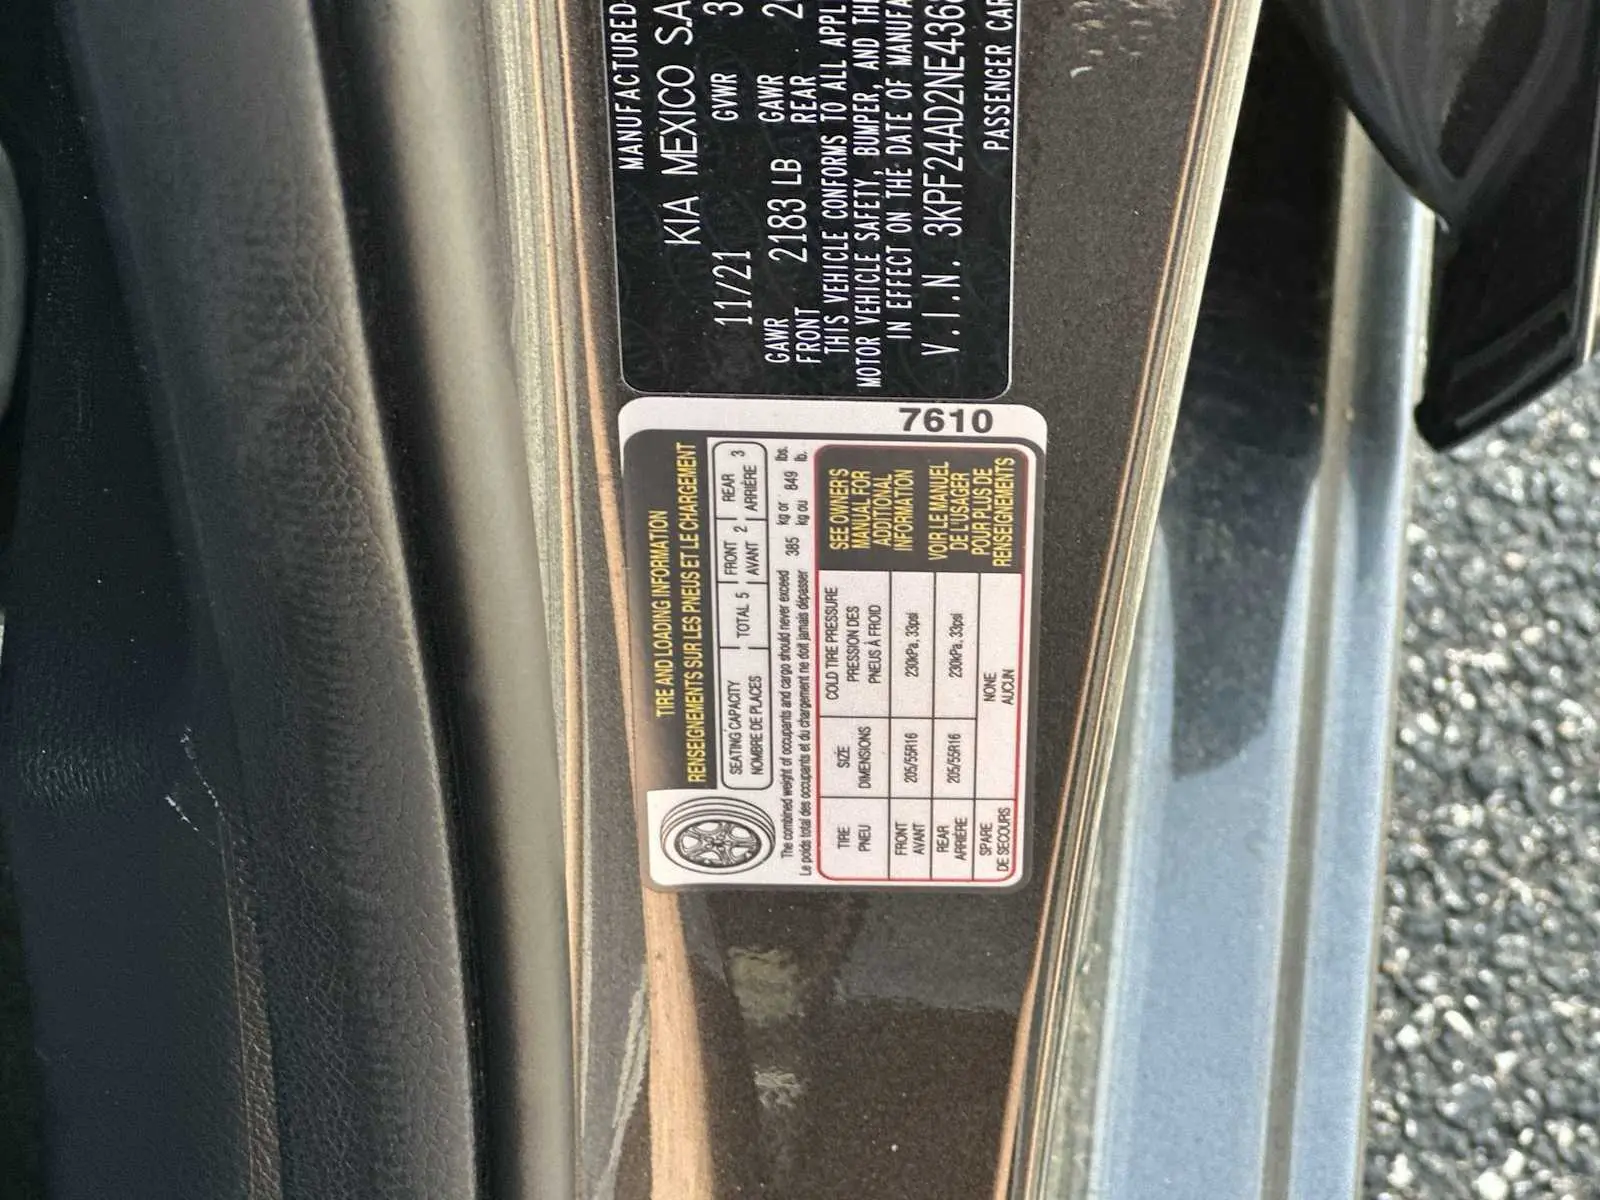 MANUFACTURED
KIA MEXICO S.A
11/21 GVWR 3
GAWR FRONT 2183 LB GAWR REAR
THIS VEHICLE CONFORMS TO ALL
MOTOR VEHICLE SAFETY, BUMPER, AND
IN EFFECT ON THE DATE OF
V.I.N. 3KPF24AD2NE436
PASSENGER CAR
7610
TIRE AND LOADING INFORMATION
RENSEIGNEMENTS SUR LES PNEUS ET LE CHARGEMENT
SEATING CAPACITY
NOMBRE DE PLACES
TOTAL 5
FRONT
AVANT 2
REAR
ARRIÈRE 3
The combined weight of occupants and cargo should never exceed 385 kg or 849 lbs.
Le poids total des occupants et du chargement ne doit jamais dépasser kg ou lb.
TIRE
PNEU
SIZE
DIMENSIONS
COLD TIRE PRESSURE
PRESSION DES
PNEUS À FROID
FRONT
AVANT
205/55R16
230kPa, 33psi
REAR
ARRIÈRE
205/55R16
230kPa, 33psi
SPARE
DE SECOURS
NONE
AUCUN
SEE OWNER'S
MANUAL FOR
ADDITIONAL
INFORMATION
VOIR LE MANUEL
DE L'USAGER
POUR PLUS DE
RENSEIGNEMENTS